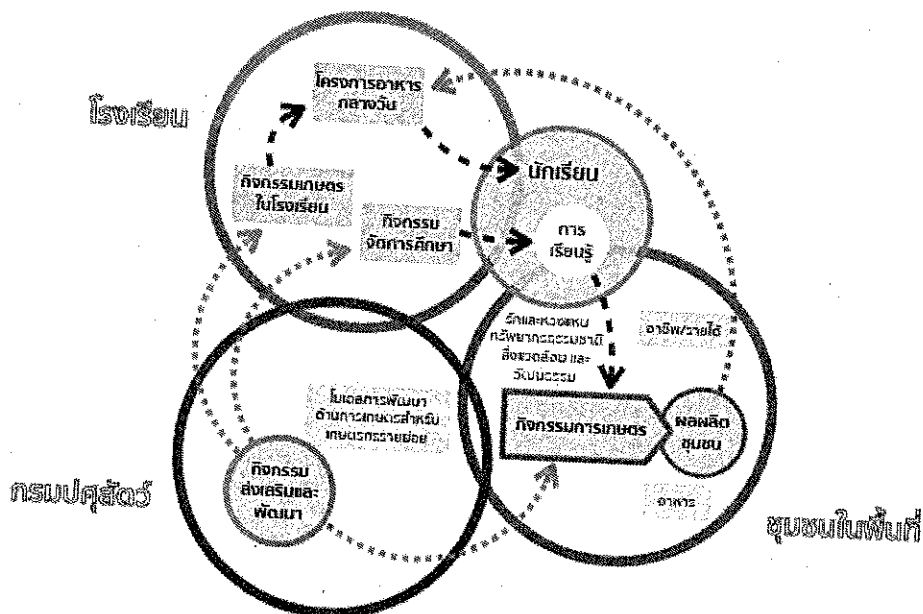 โรงเรียน
โครงการอาหาร
กลางวัน
นักเรียน
กิจกรรมเกษตร
ในโรงเรียน
กิจกรรม
จัดการศึกษา
การ
เรียนรู้
รักและหวงแหน
ทรัพยากรธรรมชาติ
สิ่งแวดล้อม และ
วัฒนธรรม
อาชีพ/รายได้
โมเดลการพัฒนา
ด้านการเกษตรสำหรับ
เกษตรกรรายย่อย
กิจกรรมการเกษตร
ผลผลิต
ชุมชน
กรมปศุสัตว์
กิจกรรม
ส่งเสริมและ
พัฒนา
อาหาร
ชุมชนในพื้นที่